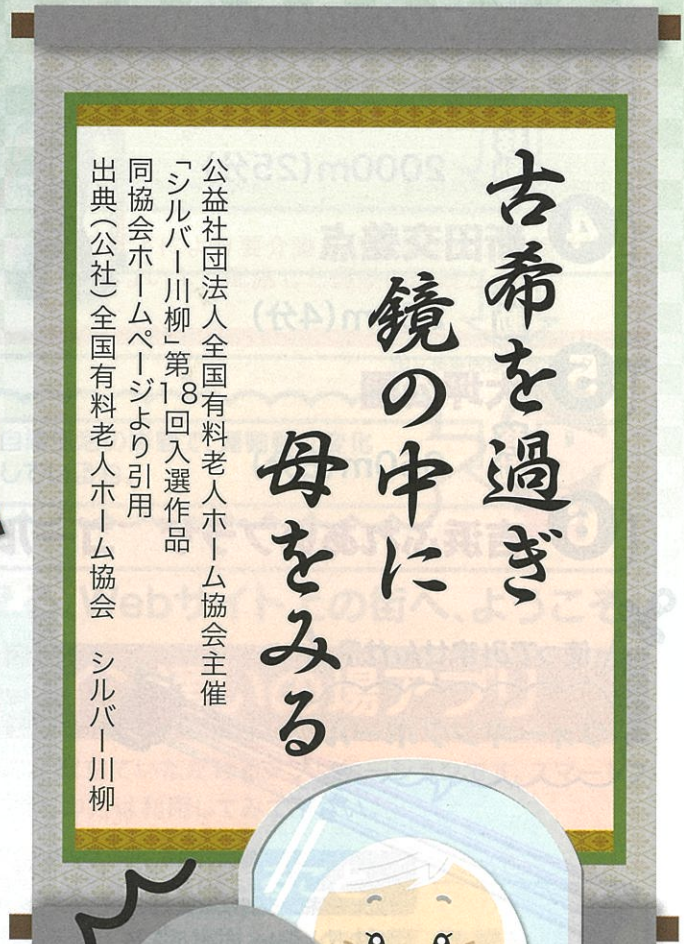 古希を過ぎ
鏡の中に
母をみる
公益社団法人全国有料老人ホーム協会主催
「シルバー川柳」第18回入選作品
同協会ホームページより引用
出典（公社）全国有料老人ホーム協会　シルバー川柳